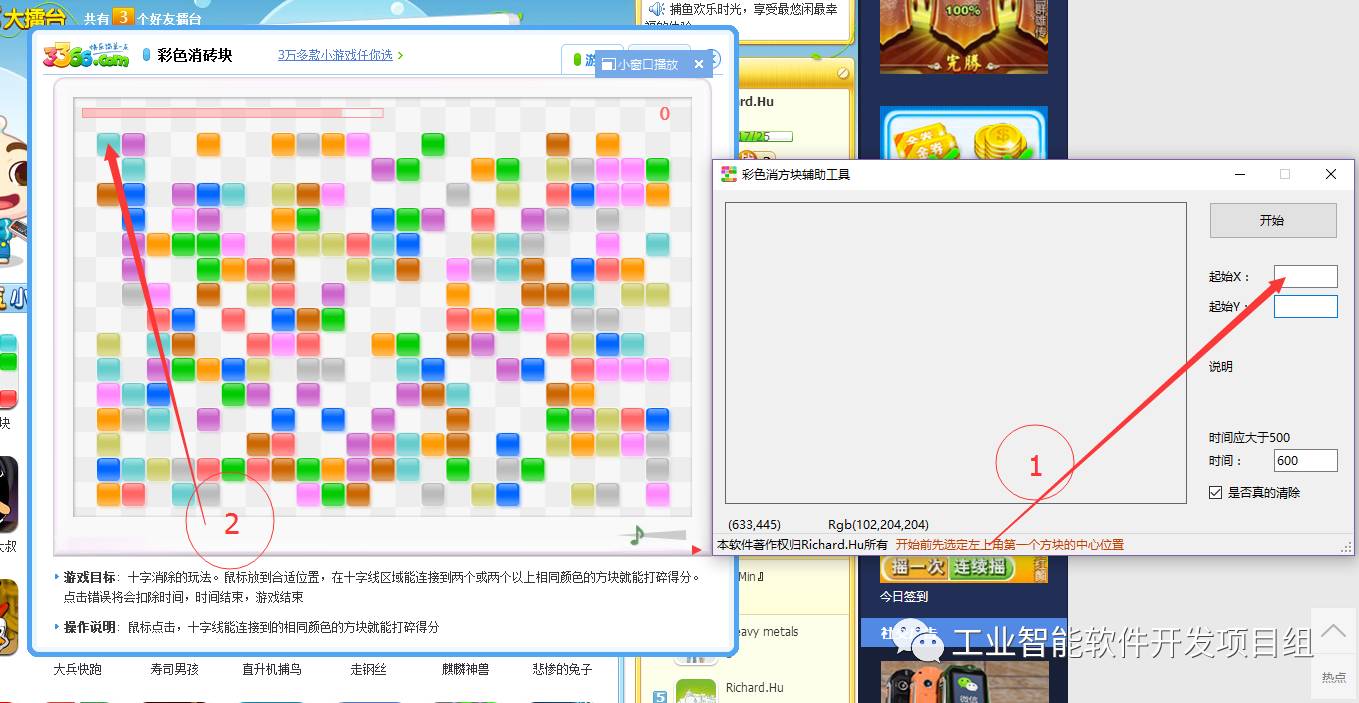 大擂台
共有 3 个好友擂台
捕鱼欢乐时光，享受最悠闲最幸
100%
完勝
3366.com
彩色消砖块
3万多款小游戏任你选 >
游
小窗口播放
0
rd.Hu
17/25
彩色消方块辅助工具
开始
起始X：
起始Y：
说明
时间应大于500
时间： 600
是否真的清除
(633,445) Rgb(102,204,204)
本软件著作权归Richard.Hu所有 开始前先选定左上角第一个方块的中心位置
1
2
游戏目标：十字消除的玩法。鼠标放到合适位置，在十字线区域能连接到两个或两个以上相同颜色的方块就能打碎得分。
点击错误将会扣除时间，时间结束，游戏结束
操作说明：鼠标点击，十字线能连接到的相同颜色的方块就能打碎得分
块
大叔
大兵快跑 寿司男孩 直升机捕鸟 走钢丝 麒麟神兽 悲惨的兔子
Min
eavy metals
5 Richard.Hu
摇一次 连续摇
今日签到
工业智能软件开发项目组
微信
热点